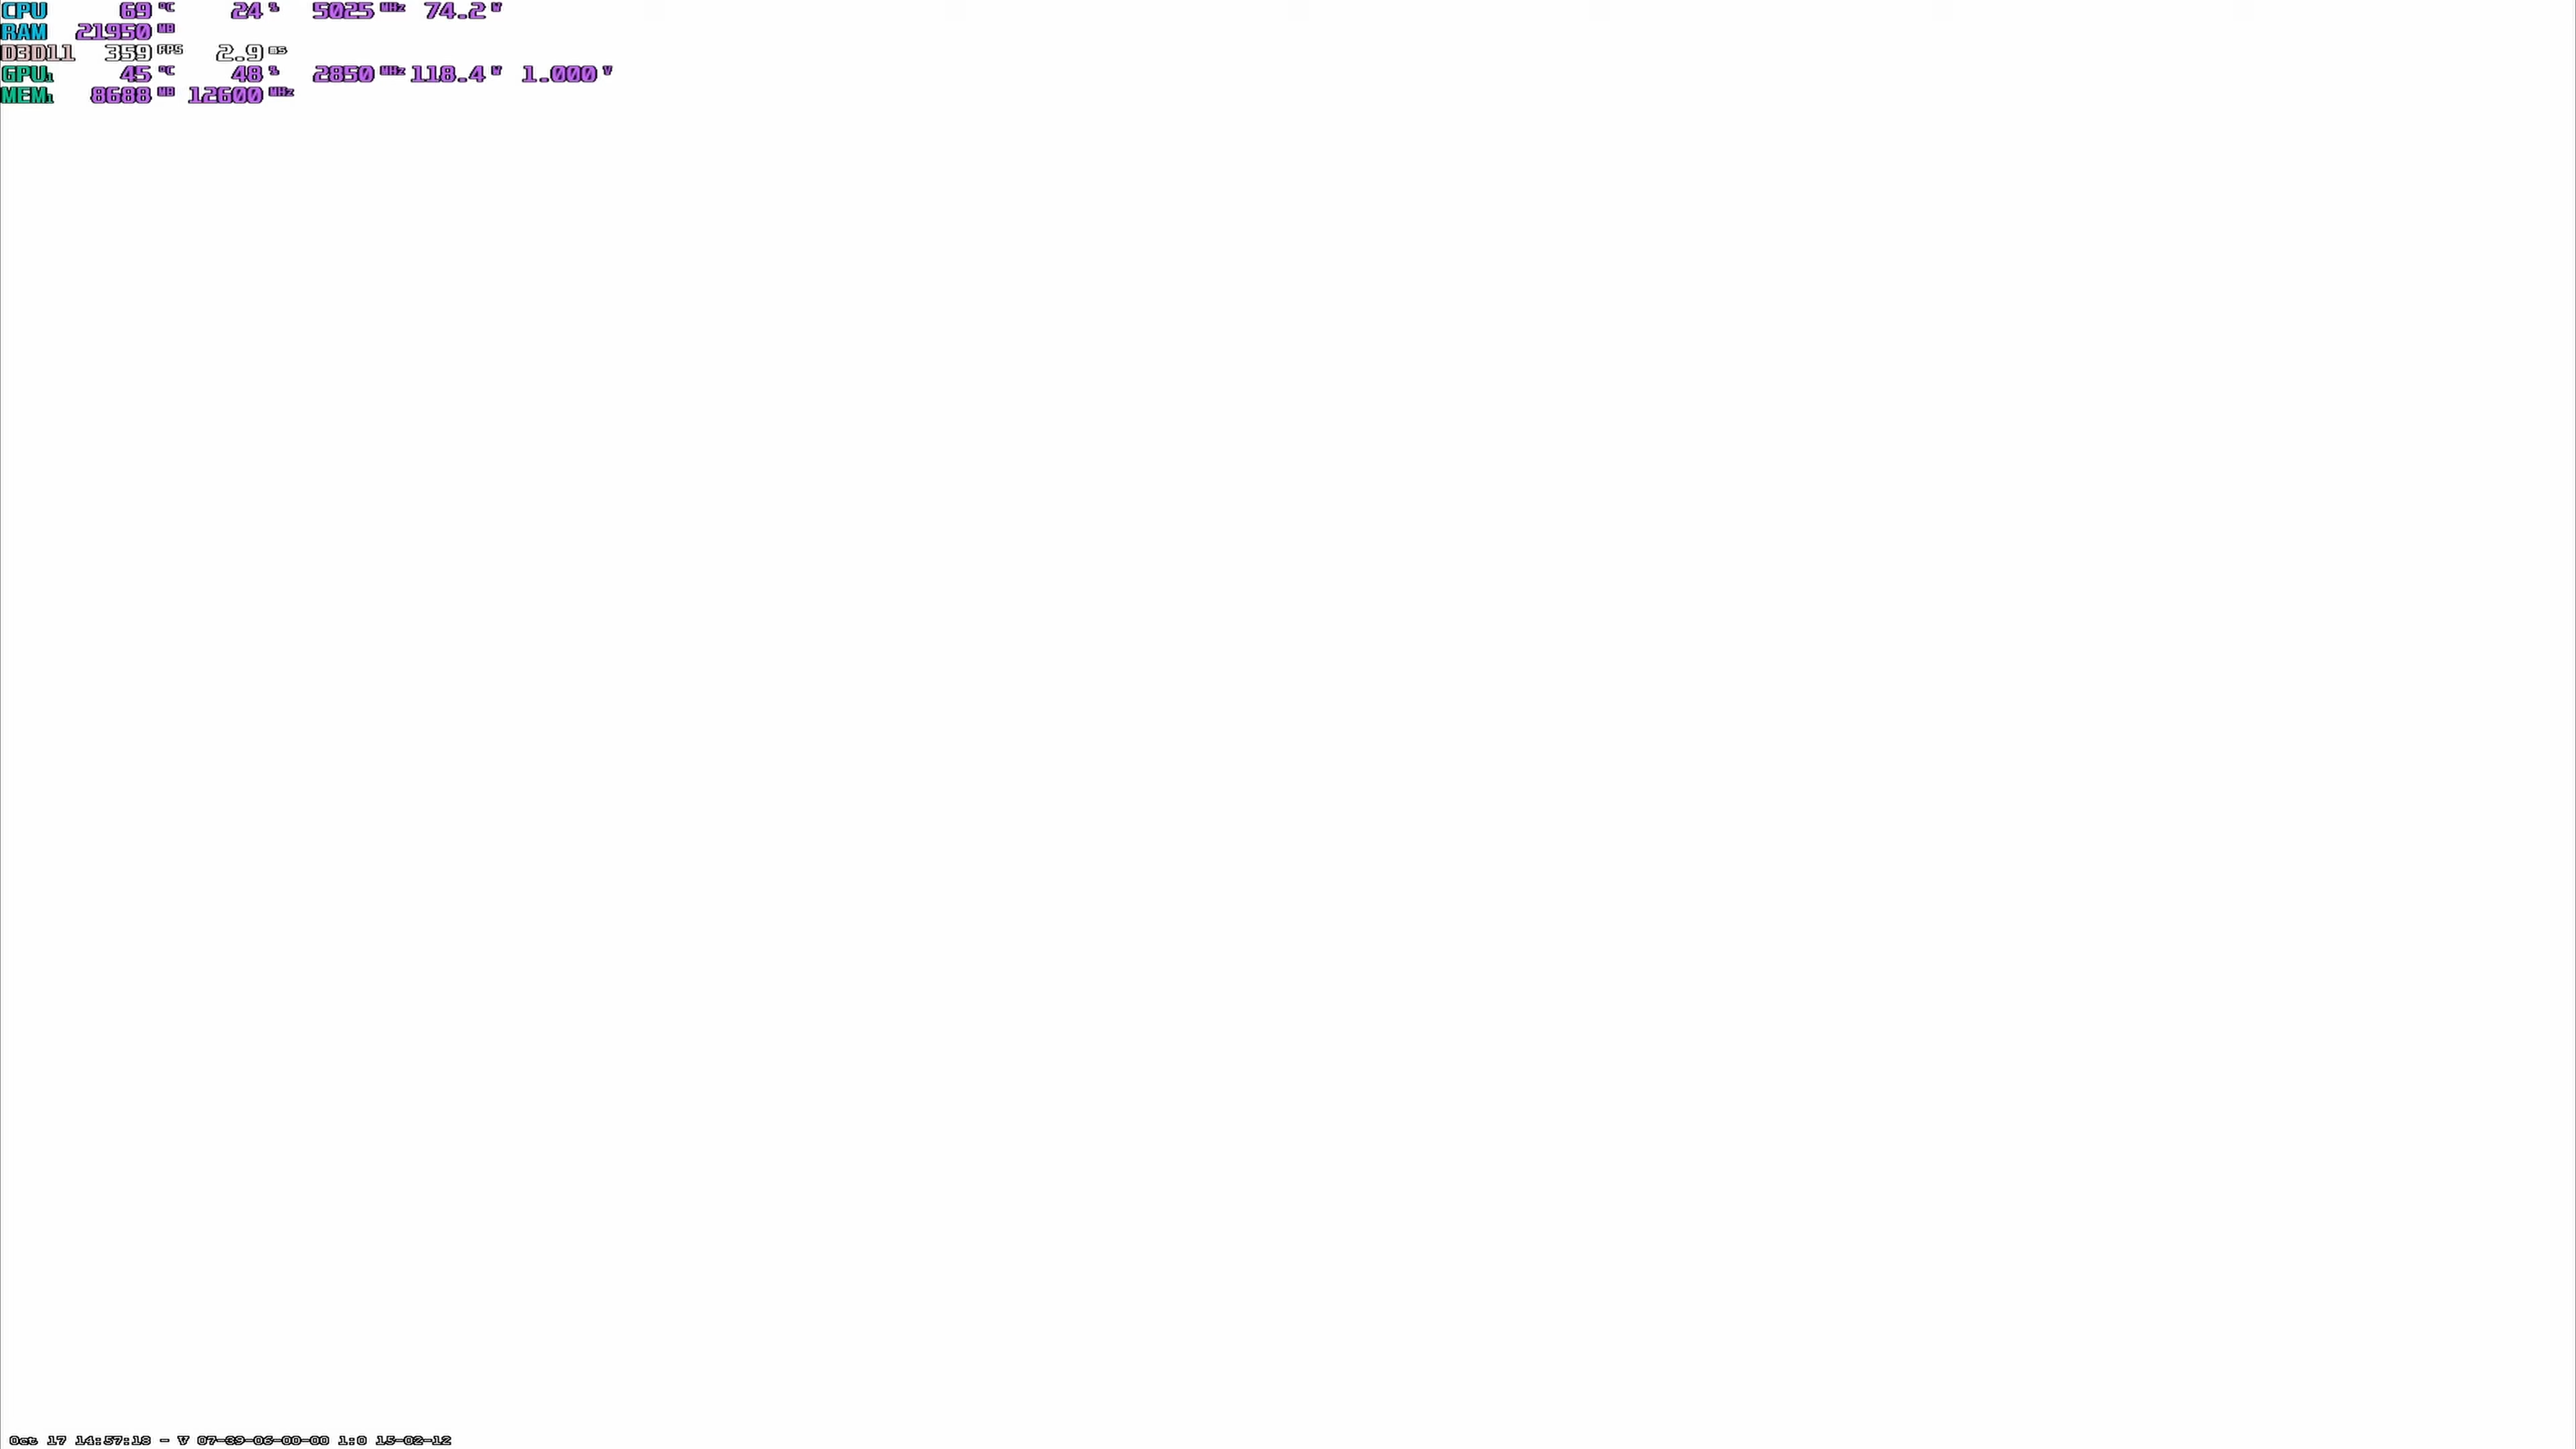 CPU 69 °C 24 % 5025 MHz 74.2 W
RAM 21950 MB
D3D11 359 FPS 2.9 ms
GPU1 45 °C 48 % 2850 MHz 118.4 W 1.000 V
MEM1 8688 MB 12600 MHz
Oct 17 14:57:18 - V 07-39-06-00-00 1:0 15-02-12